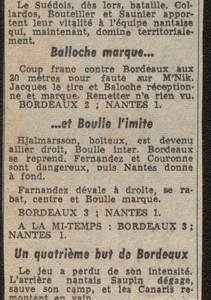 Le Suédois, dès lors, bataille. Col-
lardos, Bouteiller et Saunier appor-
tent leur vitalité à l'équipe nantaise
qui, maintenant, domine territoriale-
ment.
Balloche marque...
Coup franc contre Bordeaux aux
20 mètres pour faute sur M'Nik.
Jacques le tire et Baloche réception-
ne et marque. Remetter n'a rien vu.
BORDEAUX 2 ; NANTES 1.
...et Boulle l'imite
Hjalmarsson, boiteux, est devenu
ailier droit, Boulle inter. Bordeaux
se reprend. Fernandez et Couronne
sont dangereux, puis Nantes donne
à fond.
Fernandez dévale à droite, se ra-
bat, centre et Boulle marque.
BORDEAUX 3 ; NANTES 1.
A LA MI-TEMPS : BORDEAUX 3 ;
NANTES 1.
Un quatrième but de Bordeaux
Le jeu a perdu de son intensité.
L'arrière nantais Saupin dégage,
sauve son camp, et les Canaris re-
montent en vain.